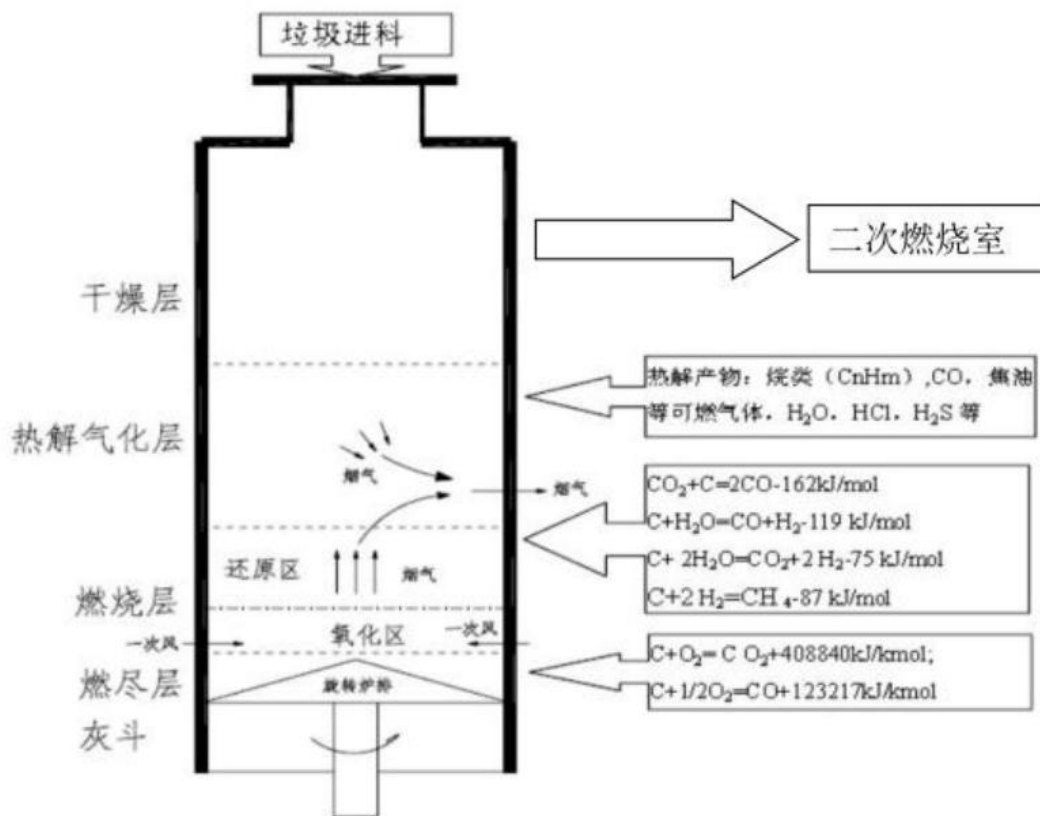 垃圾进料
二次燃烧室
干燥层
热解产物：烷类（CnHm）,CO，焦油
等可燃气体，H₂O，HCl，H₂S 等
热解气化层
烟气
烟气
CO₂+C=2CO-162kJ/mol
C+H₂O=CO+H₂-119 kJ/mol
C+ 2H₂O=CO₂+2 H₂-75 kJ/mol
C+2 H₂=CH₄-87 kJ/mol
还原区
烟气
燃烧层
一次风
氧化区
一次风
C+O₂= C O₂+408840kJ/kmol;
C+1/2O₂=CO+123217kJ/kmol
燃尽层
旋转炉排
灰斗